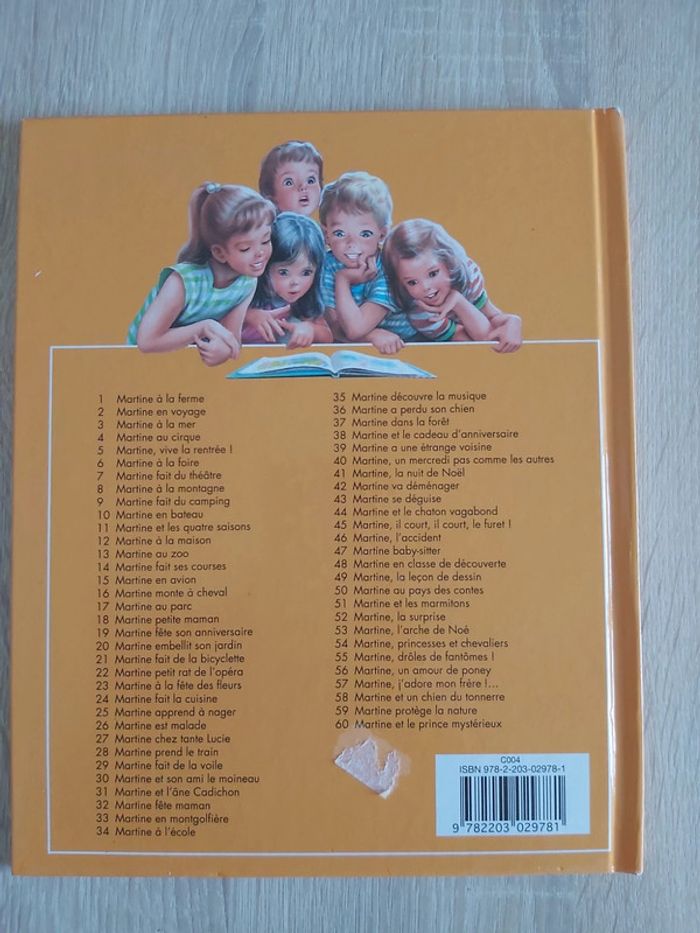 1 Martine à la ferme
2 Martine en voyage
3 Martine à la mer
4 Martine au cirque
5 Martine, vive la rentrée !
6 Martine à la foire
7 Martine fait du théâtre
8 Martine à la montagne
9 Martine fait du camping
10 Martine en bateau
11 Martine et les quatre saisons
12 Martine à la maison
13 Martine au zoo
14 Martine fait ses courses
15 Martine en avion
16 Martine monte à cheval
17 Martine au parc
18 Martine petite maman
19 Martine fête son anniversaire
20 Martine embellit son jardin
21 Martine fait de la bicyclette
22 Martine petit rat de l'opéra
23 Martine à la fête des fleurs
24 Martine fait la cuisine
25 Martine apprend à nager
26 Martine est malade
27 Martine chez tante Lucie
28 Martine prend le train
29 Martine fait de la voile
30 Martine et son ami le moineau
31 Martine et l'âne Cadichon
32 Martine fête maman
33 Martine en montgolfière
34 Martine à l'école
35 Martine découvre la musique
36 Martine a perdu son chien
37 Martine dans la forêt
38 Martine et le cadeau d'anniversaire
39 Martine a une étrange voisine
40 Martine, un mercredi pas comme les autres
41 Martine, la nuit de Noël
42 Martine va déménager
43 Martine se déguise
44 Martine et le chaton vagabond
45 Martine, il court, il court, le furet !
46 Martine, l'accident
47 Martine baby-sitter
48 Martine en classe de découverte
49 Martine, la leçon de dessin
50 Martine au pays des contes
51 Martine et les marmitons
52 Martine, la surprise
53 Martine, l'arche de Noé
54 Martine, princesses et chevaliers
55 Martine, drôles de fantômes !
56 Martine, un amour de poney
57 Martine, j'adore mon frère !...
58 Martine et un chien du tonnerre
59 Martine protège la nature
60 Martine et le prince mystérieux
C004
ISBN 978-2-203-02978-1
9 782203 029781